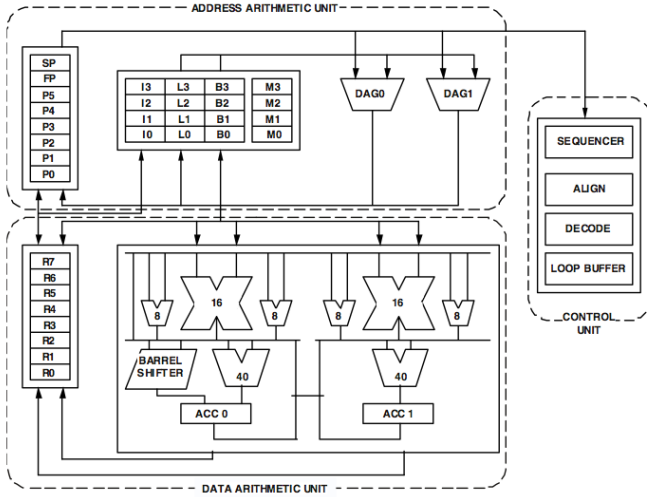 ADDRESS ARITHMETIC UNIT
SP
FP
P5
P4
P3
P2
P1
P0
I3 L3 B3 M3
I2 L2 B2 M2
I1 L1 B1 M1
I0 L0 B0 M0
DAG0 DAG1
SEQUENCER
ALIGN
DECODE
LOOP BUFFER
CONTROL
UNIT
R7
R6
R5
R4
R3
R2
R1
R0
16 16
8 8 8 8
BARREL
SHIFTER
40 40
ACC 0 ACC 1
DATA ARITHMETIC UNIT